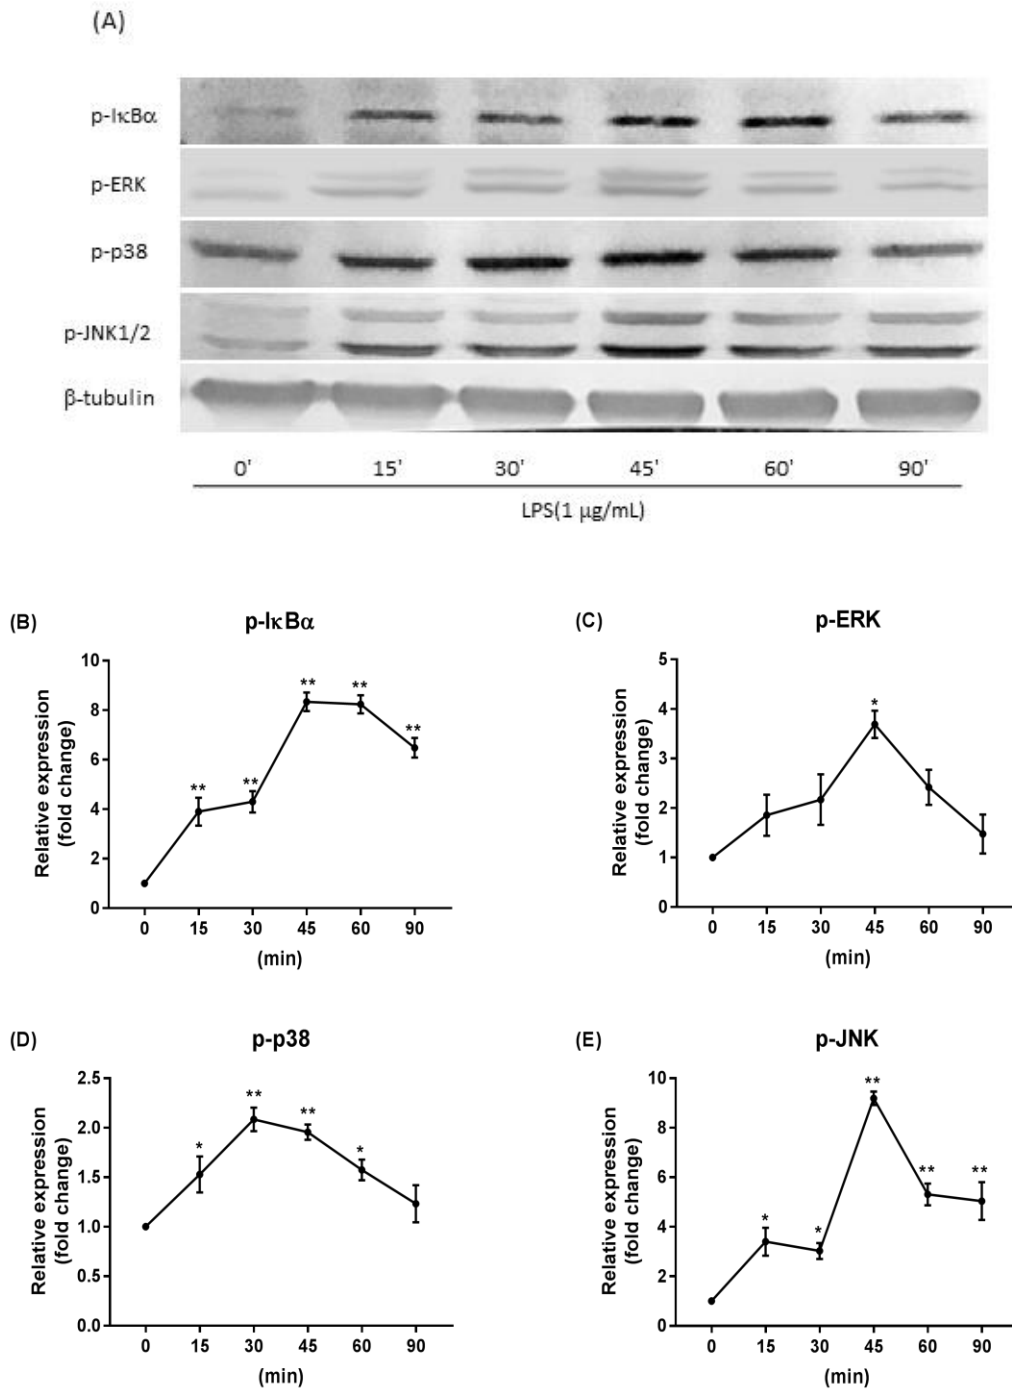 (A)
p-IκBα
p-ERK
p-p38
p-JNK1/2
β-tubulin
0' 15' 30' 45' 60' 90'
LPS(1 µg/mL)
(B)
p-IκBα
Relative expression
(fold change)
10
8
6
4
2
0
** ** ** ** **
0 15 30 45 60 90
(min)
(C)
p-ERK
Relative expression
(fold change)
5
4
3
2
1
0
*
0 15 30 45 60 90
(min)
(D)
p-p38
Relative expression
(fold change)
2.5
2.0
1.5
1.0
0.5
0.0
* ** ** *
0 15 30 45 60 90
(min)
(E)
p-JNK
Relative expression
(fold change)
10
8
6
4
2
0
* * ** ** **
0 15 30 45 60 90
(min)